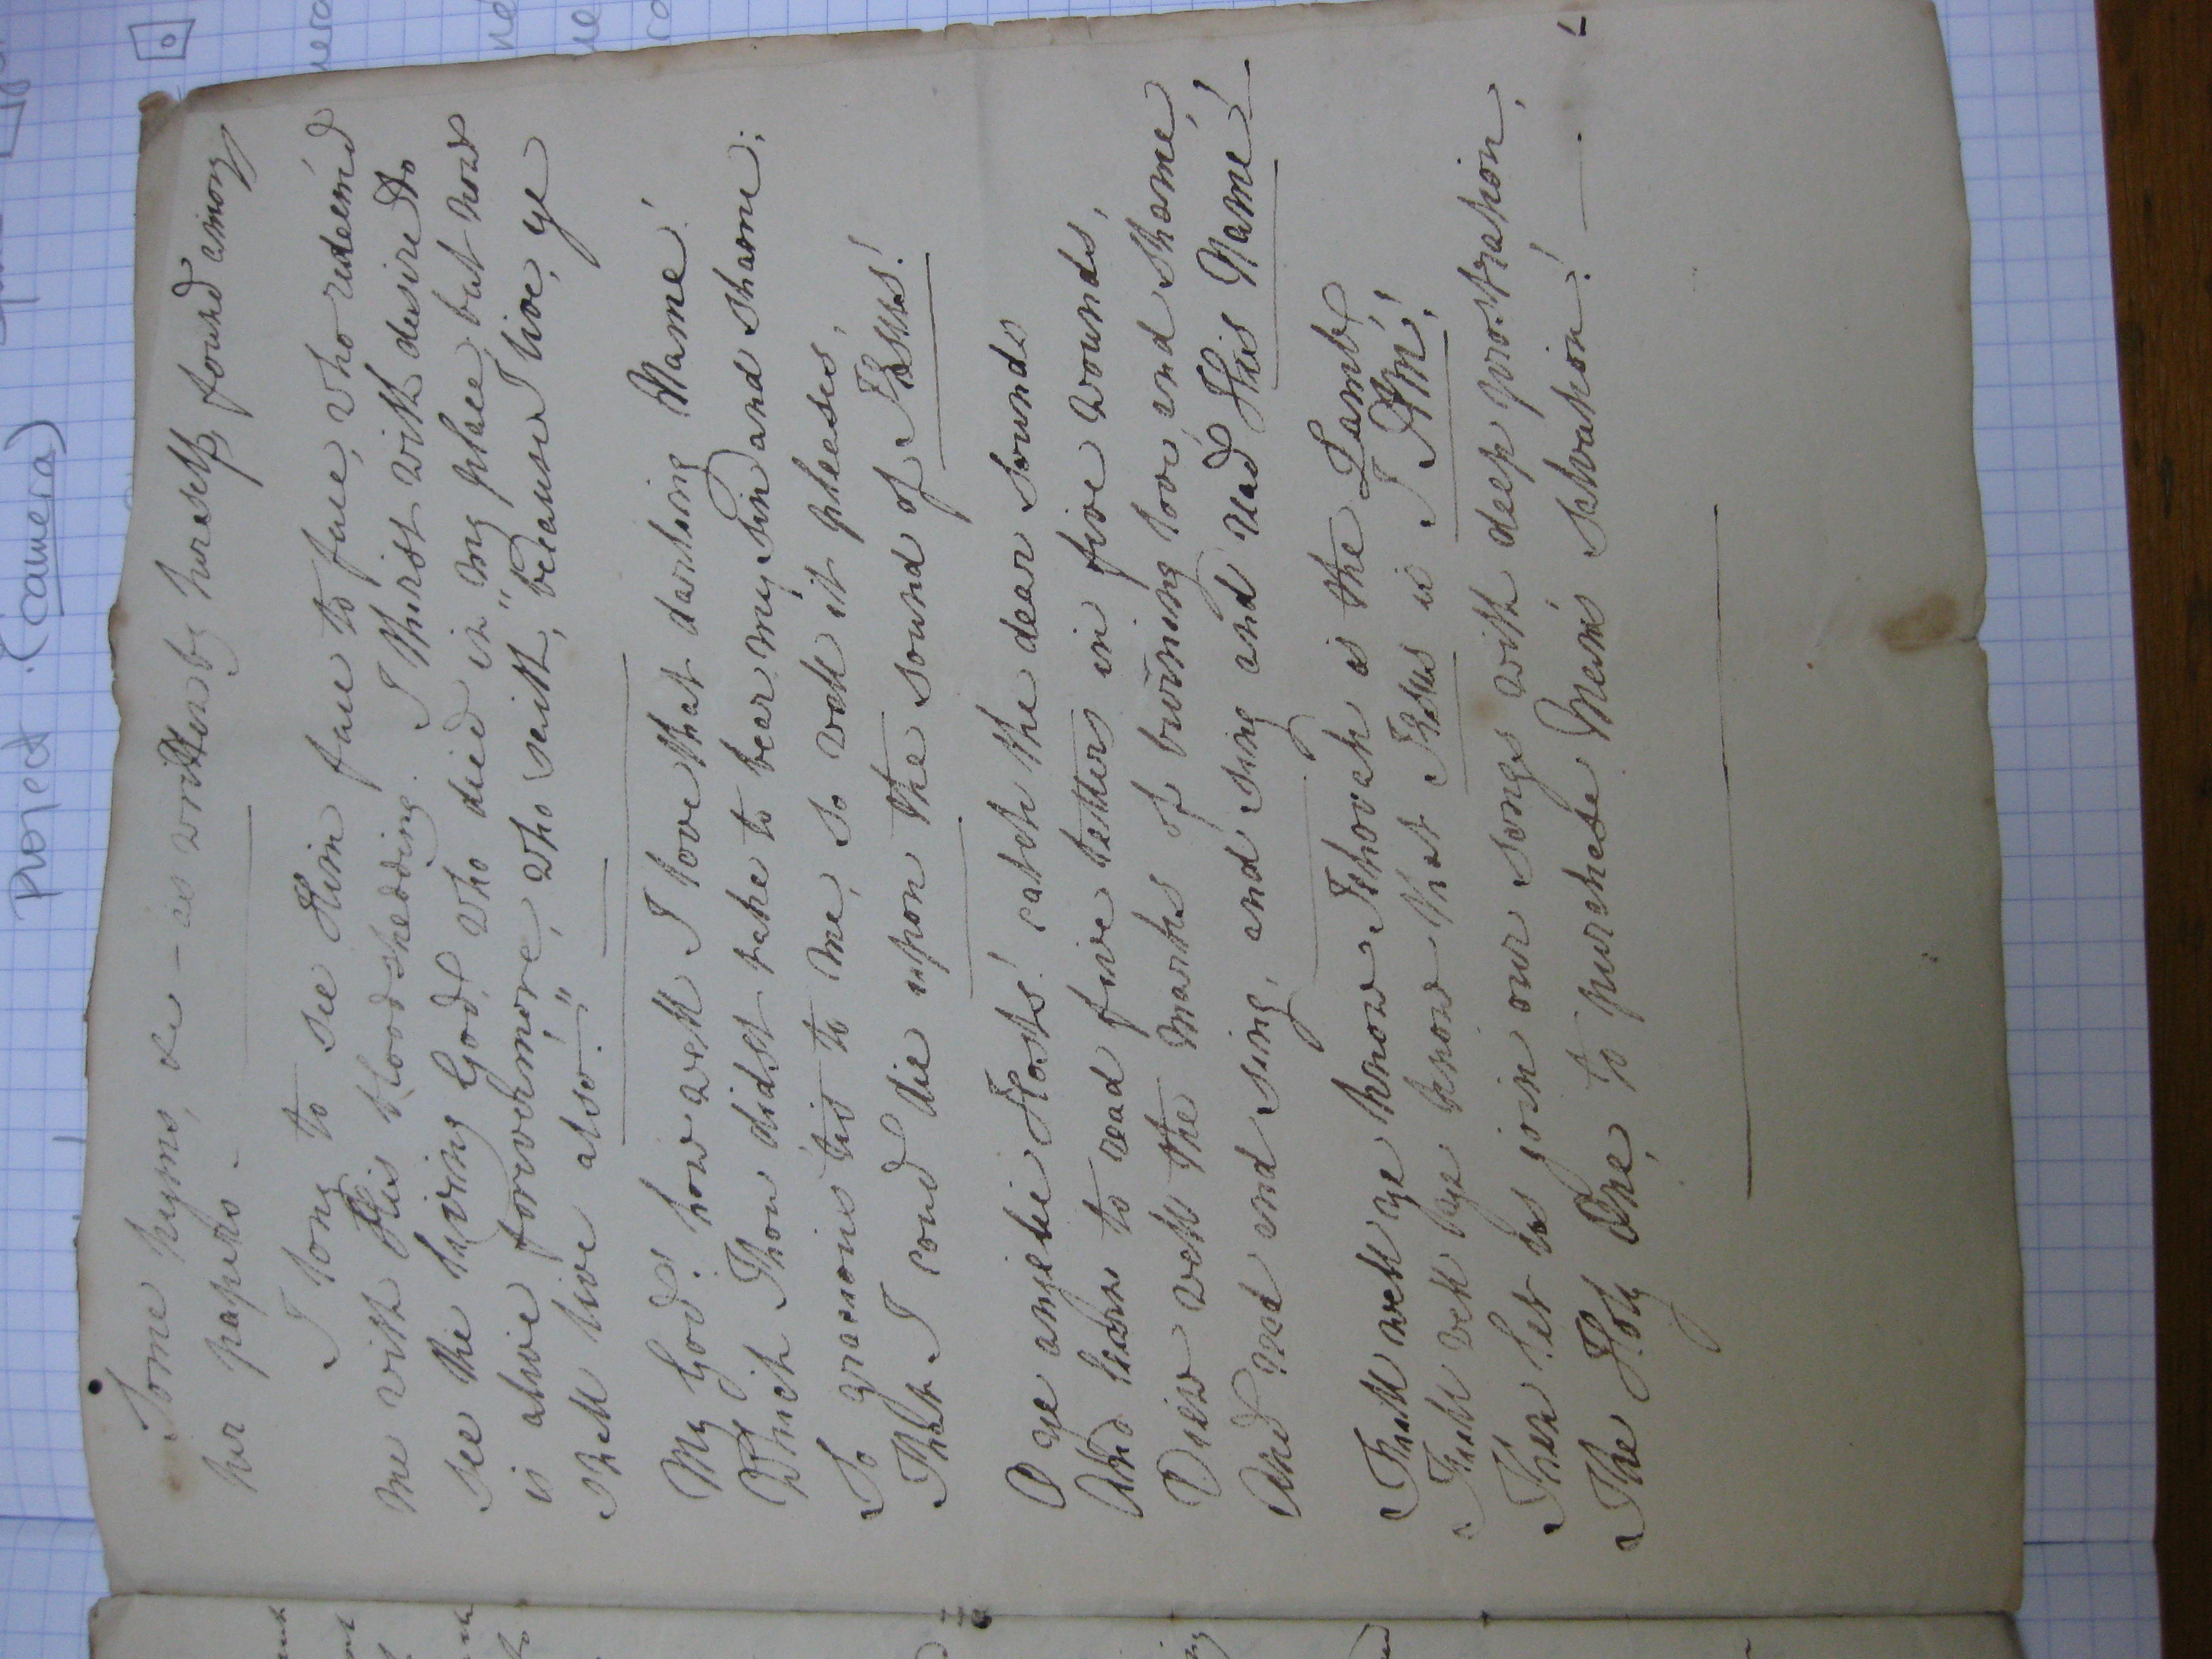 Project. (camera)
Some hyms, &c - as written by herself, found among
her papers. -
I long to see Him face to face, who redeem'd
me with His bloodshedding. I thirst with desire to
see the living God! who died in my place, but now
is alive forevermore, who saith, "because I live, ye
shall live also!—"
My God! how well I love that darling Name!
Which Thou didst take to bear my sin and shame;
So gracious 'tis to me, so well it pleases,
That I coud die upon the sound of Jesus!
O ye anjelic Hosts! catch the dear sounds
And learn to read five letters in five wounds,
View well the marks of burning love, and shame,
And read and sing, and sing and read His Name!—
Full well ye know Jehovah is the Lamb,
Full well ye know that Jesus is I AM!
Then let us join our songs with deep prostration,
The Holy One, to purchase Man's salvation! —